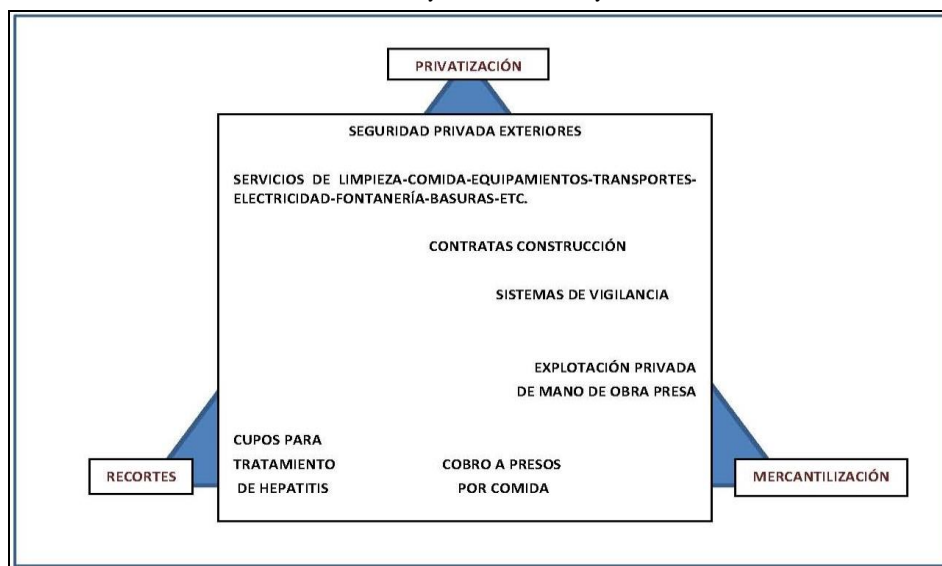 PRIVATIZACIÓN
SEGURIDAD PRIVADA EXTERIORES
SERVICIOS DE LIMPIEZA-COMIDA-EQUIPAMIENTOS-TRANSPORTES-
ELECTRICIDAD-FONTANERÍA-BASURAS-ETC.
CONTRATAS CONSTRUCCIÓN
SISTEMAS DE VIGILANCIA
EXPLOTACIÓN PRIVADA
DE MANO DE OBRA PRESA
CUPOS PARA
TRATAMIENTO
DE HEPATITIS
COBRO A PRESOS
POR COMIDA
RECORTES
MERCANTILIZACIÓN